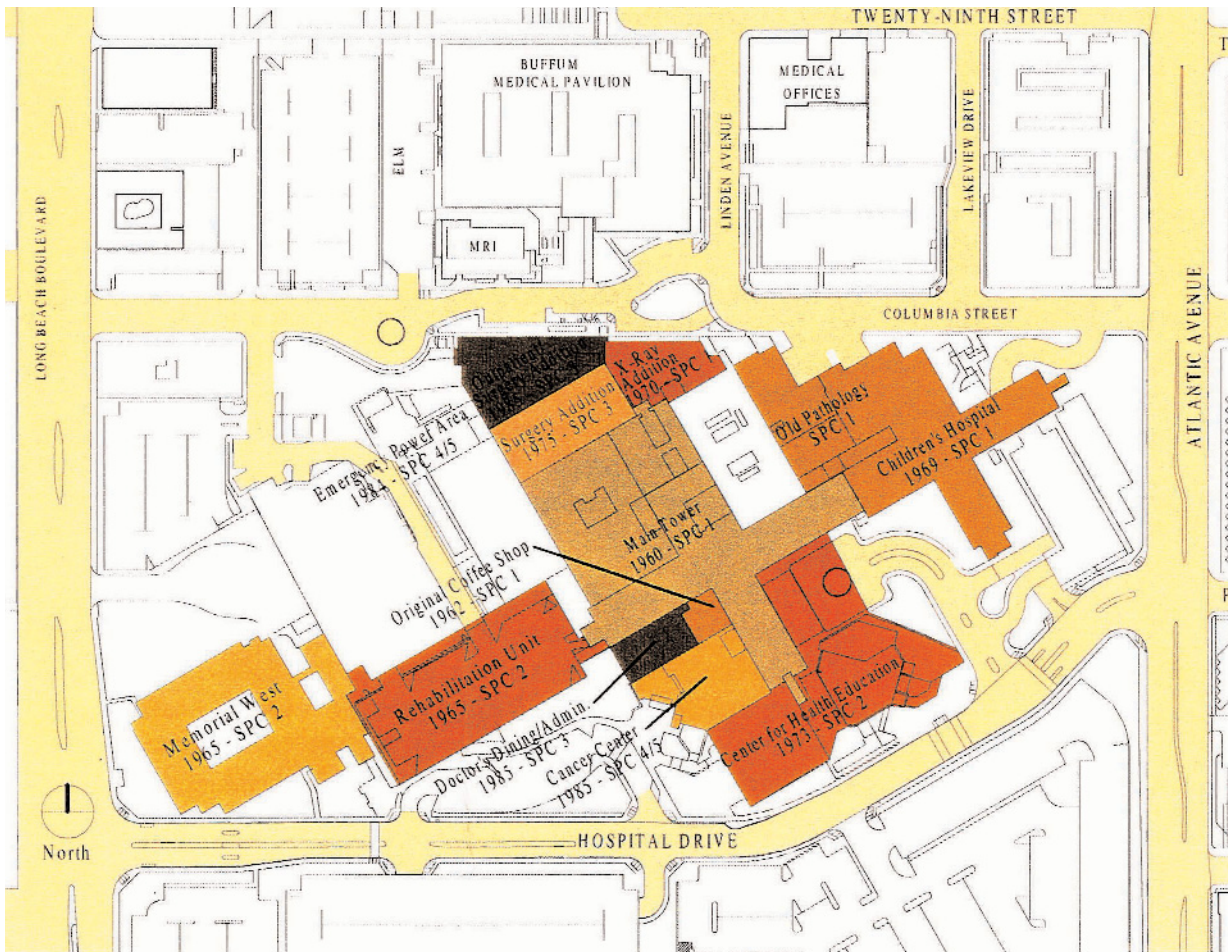 TWENTY-NINTH STREET
BUFFUM
MEDICAL PAVILION
MEDICAL
OFFICES
ELM
LINDEN AVENUE
LAKEVIEW DRIVE
LONG BEACH BOULEVARD
MRI
COLUMBIA STREET
ATLANTIC AVENUE
X-Ray
Addition
1970 - SPC
Surgery Addition
1975 - SPC 3
Old Pathology
SPC 1
Children's Hospital
1969 - SPC 1
Emergency Power Area
1984 - SPC 4/5
Main Tower
1960 - SPC 1
Original Coffee Shop
1962 - SPC 1
Rehabilitation Unit
1965 - SPC 2
Memorial West
1965 - SPC 2
Doctor's Dining/Admin.
1985 - SPC 3
Cancer Center
1985 - SPC 4/5
Center for Health Education
1973 - SPC 2
North
HOSPITAL DRIVE